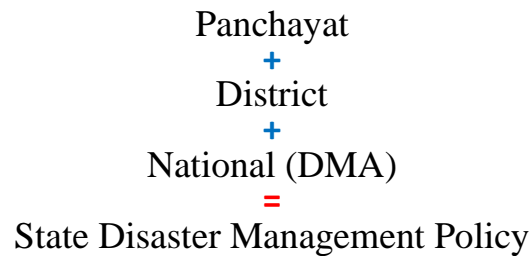 Panchayat
+
District
+
National (DMA)
=
State Disaster Management Policy